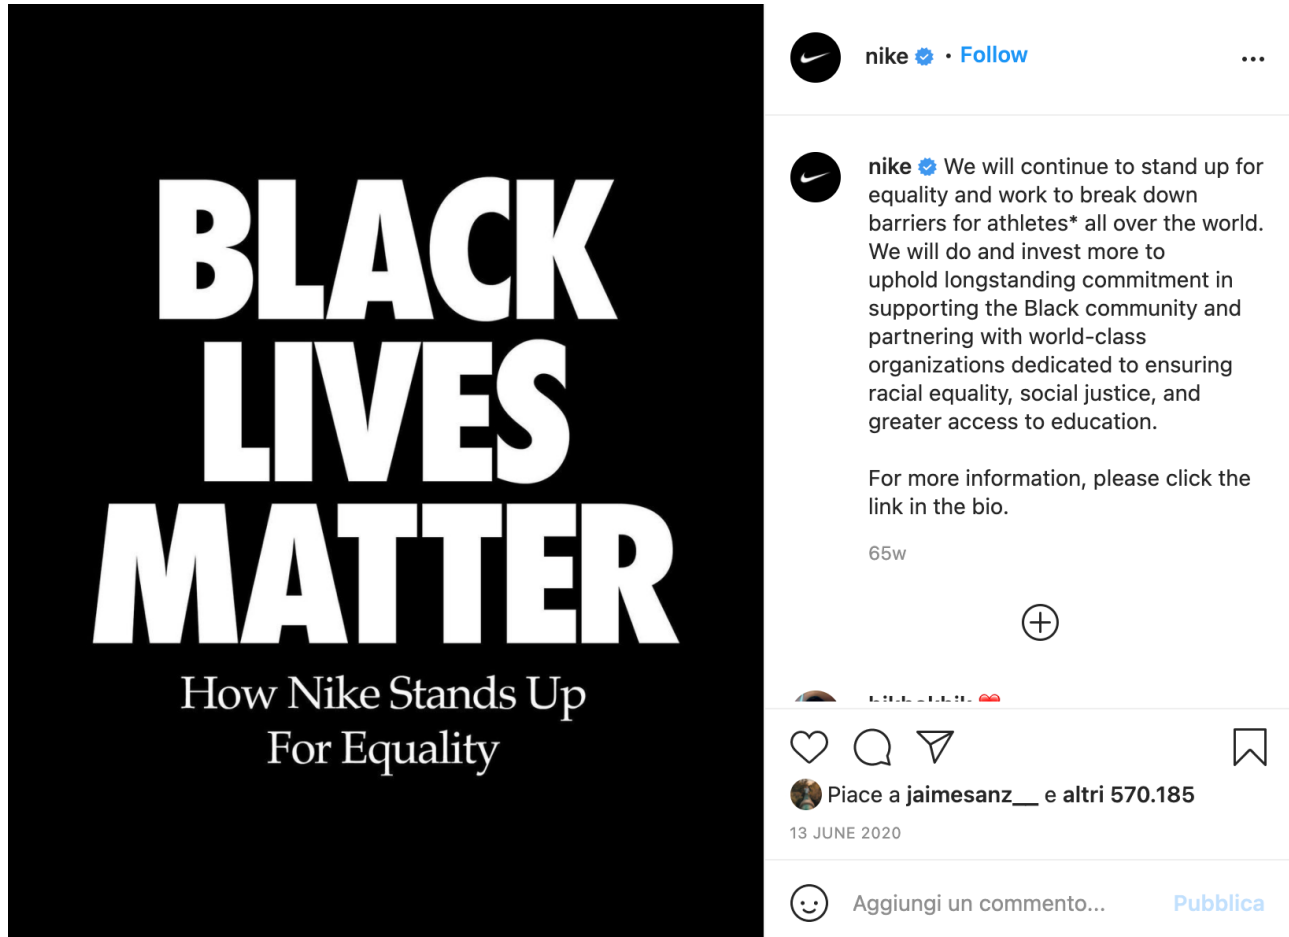 BLACK
LIVES
MATTER
How Nike Stands Up
For Equality
nike • Follow
nike We will continue to stand up for
equality and work to break down
barriers for athletes* all over the world.
We will do and invest more to
uphold longstanding commitment in
supporting the Black community and
partnering with world-class
organizations dedicated to ensuring
racial equality, social justice, and
greater access to education.
For more information, please click the
link in the bio.
65w
Piace a jaimesanz__ e altri 570.185
13 JUNE 2020
Aggiungi un commento... Pubblica